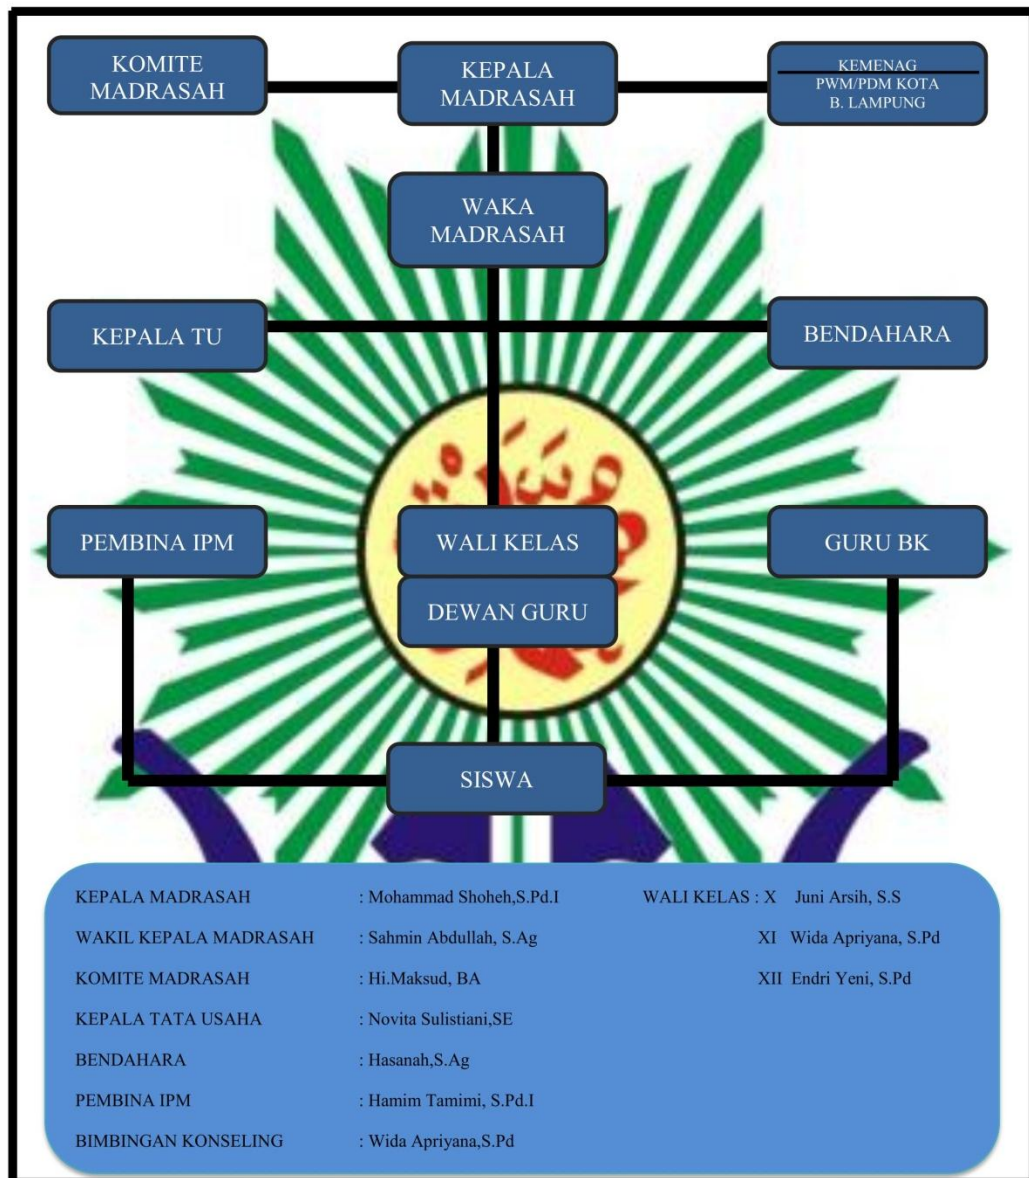 KOMITE
MADRASAH
KEPALA
MADRASAH
KEMENAG
PWM/PDM KOTA
B. LAMPUNG
WAKA
MADRASAH
KEPALA TU
BENDAHARA
PEMBINA IPM
WALI KELAS
GURU BK
DEWAN GURU
SISWA
KEPALA MADRASAH : Mohammad Shoheh,S.Pd.I WALI KELAS : X Juni Arsih, S.S
WAKIL KEPALA MADRASAH : Sahmin Abdullah, S.Ag XI Wida Apriyana, S.Pd
KOMITE MADRASAH : Hi.Maksud, BA XII Endri Yeni, S.Pd
KEPALA TATA USAHA : Novita Sulistiani,SE
BENDAHARA : Hasanah,S.Ag
PEMBINA IPM : Hamim Tamimi, S.Pd.I
BIMBINGAN KONSELING : Wida Apriyana,S.Pd